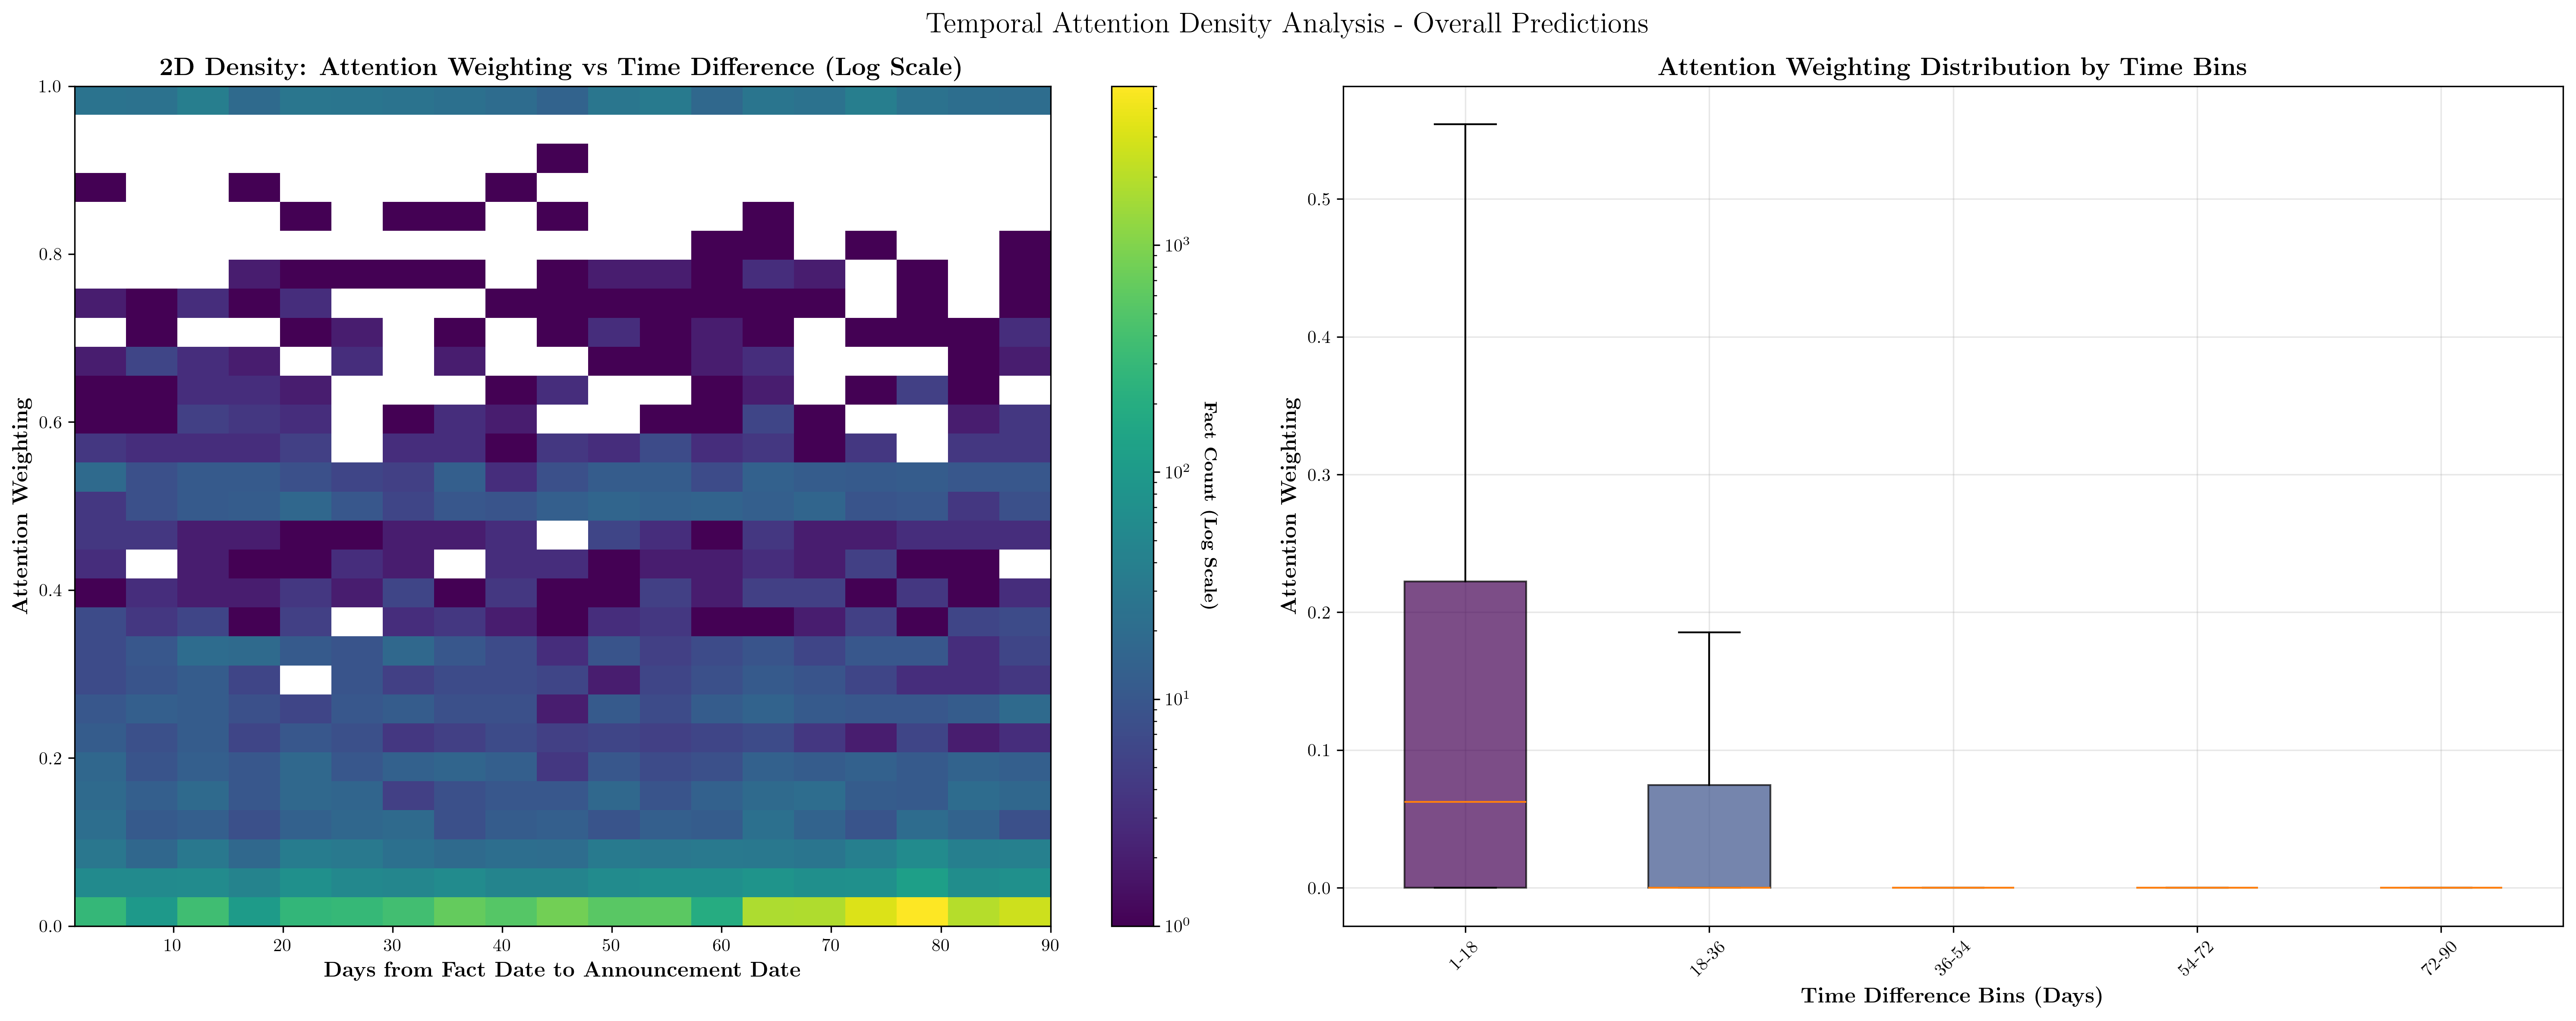 Temporal Attention Density Analysis - Overall Predictions
2D Density: Attention Weighting vs Time Difference (Log Scale)
1.0
0.8
0.6
0.4
0.2
0.0
Attention Weighting
10 20 30 40 50 60 70 80 90
Days from Fact Date to Announcement Date
10³
10²
10¹
10⁰
Fact Count (Log Scale)
Attention Weighting Distribution by Time Bins
0.5
0.4
0.3
0.2
0.1
0.0
Attention Weighting
1-18 18-36 36-54 54-72 72-90
Time Difference Bins (Days)